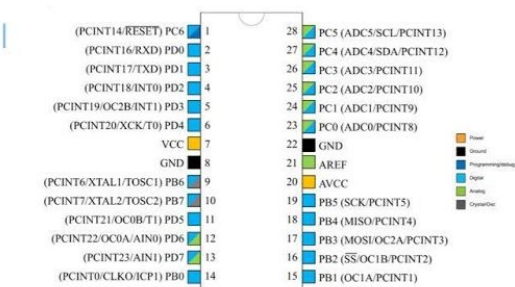 (PCINT14/RESET) PC6 1
(PCINT16/RXD) PD0 2
(PCINT17/TXD) PD1 3
(PCINT18/INT0) PD2 4
(PCINT19/OC2B/INT1) PD3 5
(PCINT20/XCK/T0) PD4 6
VCC 7
GND 8
(PCINT6/XTAL1/TOSC1) PB6 9
(PCINT7/XTAL2/TOSC2) PB7 10
(PCINT21/OC0B/T1) PD5 11
(PCINT22/OC0A/AIN0) PD6 12
(PCINT23/AIN1) PD7 13
(PCINT0/CLKO/ICP1) PB0 14
28 PC5 (ADC5/SCL/PCINT13)
27 PC4 (ADC4/SDA/PCINT12)
26 PC3 (ADC3/PCINT11)
25 PC2 (ADC2/PCINT10)
24 PC1 (ADC1/PCINT9)
23 PC0 (ADC0/PCINT8)
22 GND
21 AREF
20 AVCC
19 PB5 (SCK/PCINT5)
18 PB4 (MISO/PCINT4)
17 PB3 (MOSI/OC2A/PCINT3)
16 PB2 (SS/OC1B/PCINT2)
15 PB1 (OC1A/PCINT1)
Power
Ground
Programming/debug
Digital
Analog
Crystal/Osc